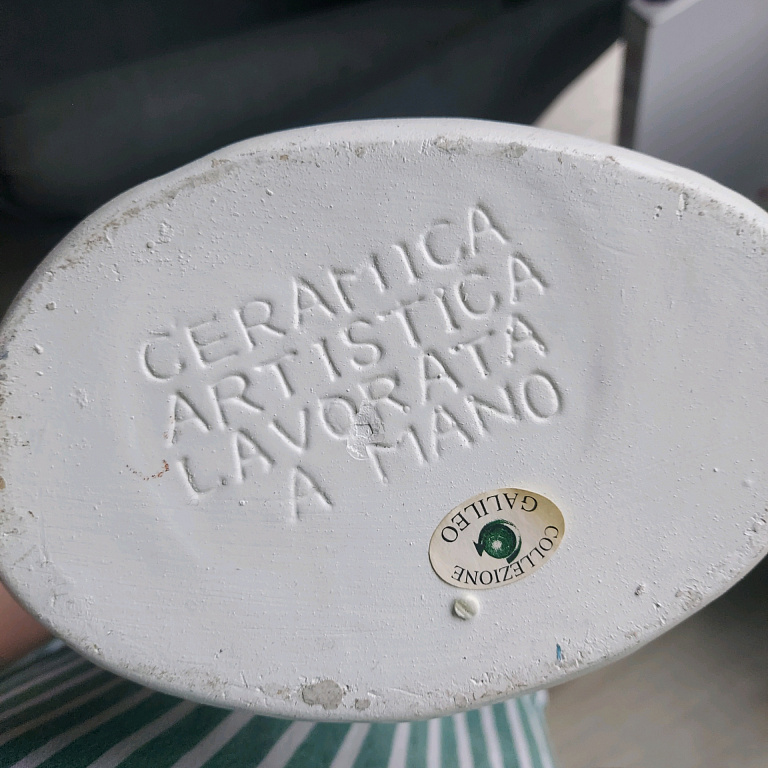 CERAMICA
ARTISTICA
LAVORATA
A MANO
COLLEZIONE
GALILEO